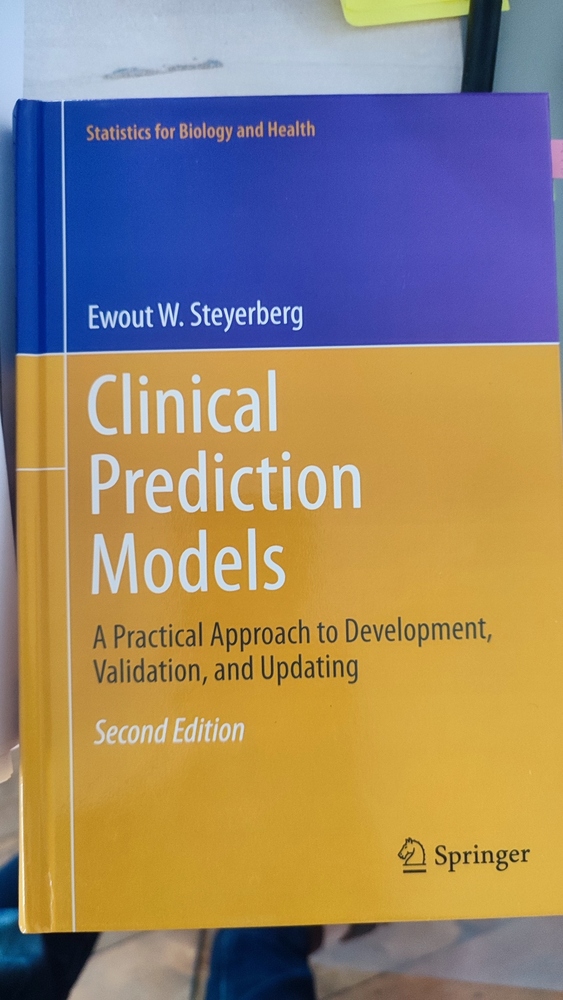 Statistics for Biology and Health
Ewout W. Steyerberg
Clinical
Prediction
Models
A Practical Approach to Development,
Validation, and Updating
Second Edition
Springer